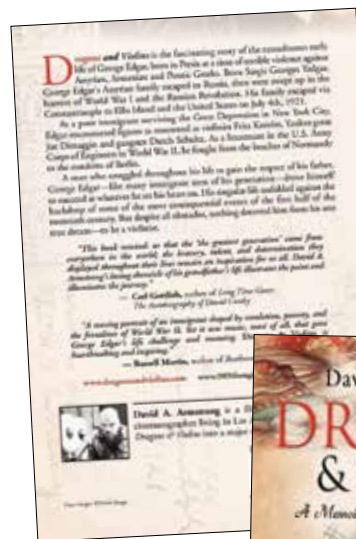 Dragons and Violins is the fascinating story of the tumultuous early
life of George Edgar, born in Persia at a time of terrible violence against
Assyrian, Armenian and Pontic Greeks. Born Sargis Georges Yadgar,
George Edgar's Assyrian family escaped to Russia, then were swept up in the
horrors of World War I and the Russian Revolution. His family escaped via
Constantinople to Ellis Island and the United States on July 4th, 1921.
As a poor immigrant surviving the Great Depression in New York City,
Edgar encountered figures as renowned as violinist Fritz Kreisler, Yankee great
Joe Dimaggio and gangster Dutch Schultz. As a lieutenant in the U.S. Army
Corps of Engineers in World War II, he fought from the beaches of Normandy
to the outskirts of Berlin.
A man who struggled throughout his life to gain the respect of his father,
George Edgar—like many immigrant sons of his generation—drove himself
to succeed at whatever he set his heart on. His singular life unfolded against the
backdrop of some of the most consequential events of the first half of the
twentieth century. But despite all obstacles, nothing deterred him from his one
true dream—to be a violinist.
"This book reminds us that the 'the greatest generation' came from
everywhere in the world; the history, talent, and determination they
displayed throughout their lives remain an inspiration for us all. David A.
Armstrong's loving chronicle of his grandfather's life illustrates the point and
illuminates the journey."
— Carl Gottlieb, author of Long Time Gone:
The Autobiography of David Crosby
"A moving portrait of an immigrant shaped by revolution, poverty, and
the ferocities of World War II. Yet it was music, most of all, that gave
George Edgar's life challenge and meaning.
heartbreaking and inspiring."
— Russell Martin, author of Beethoven
www.dragonsandviolins.com
David A. Armstrong is a
cinematographer living in Los
Dragons & Violins into a major
Dav
DR
&
A Memoi